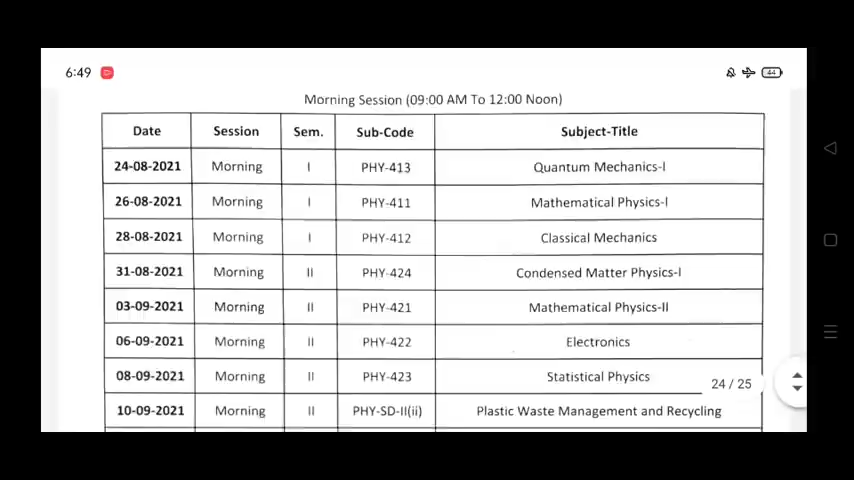 6:49
44
Morning Session (09:00 AM To 12:00 Noon)
Date Session Sem. Sub-Code Subject-Title
24-08-2021 Morning I PHY-413 Quantum Mechanics-I
26-08-2021 Morning I PHY-411 Mathematical Physics-I
28-08-2021 Morning I PHY-412 Classical Mechanics
31-08-2021 Morning II PHY-424 Condensed Matter Physics-I
03-09-2021 Morning II PHY-421 Mathematical Physics-II
06-09-2021 Morning II PHY-422 Electronics
08-09-2021 Morning II PHY-423 Statistical Physics
24 / 25
10-09-2021 Morning II PHY-SD-II(ii) Plastic Waste Management and Recycling